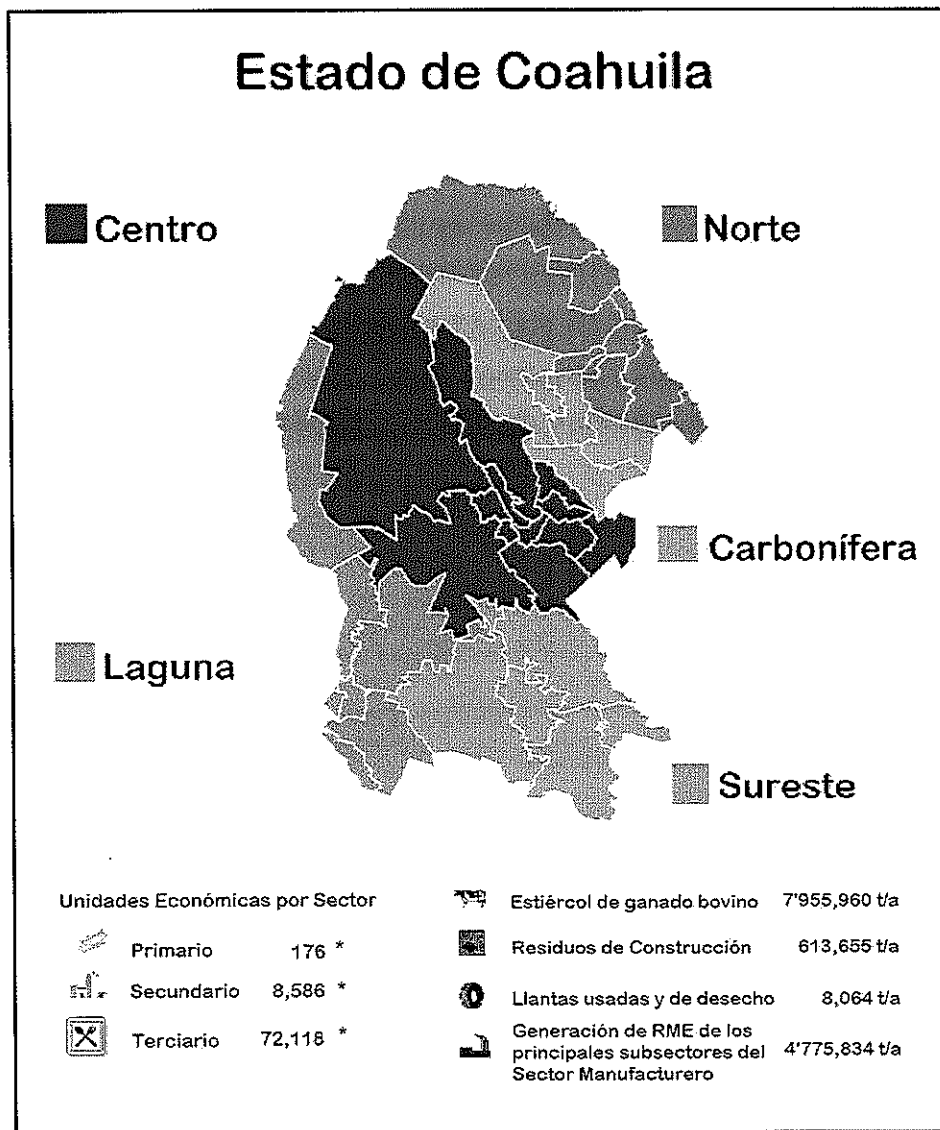 Estado de Coahuila
Centro
Norte
Carbonífera
Laguna
Sureste
Unidades Económicas por Sector
Primario 176 *
Secundario 8,586 *
Terciario 72,118 *
Estiércol de ganado bovino 7'955,960 t/a
Residuos de Construcción 613,655 t/a
Llantas usadas y de desecho 8,064 t/a
Generación de RME de los
principales subsectores del 4'775,834 t/a
Sector Manufacturero